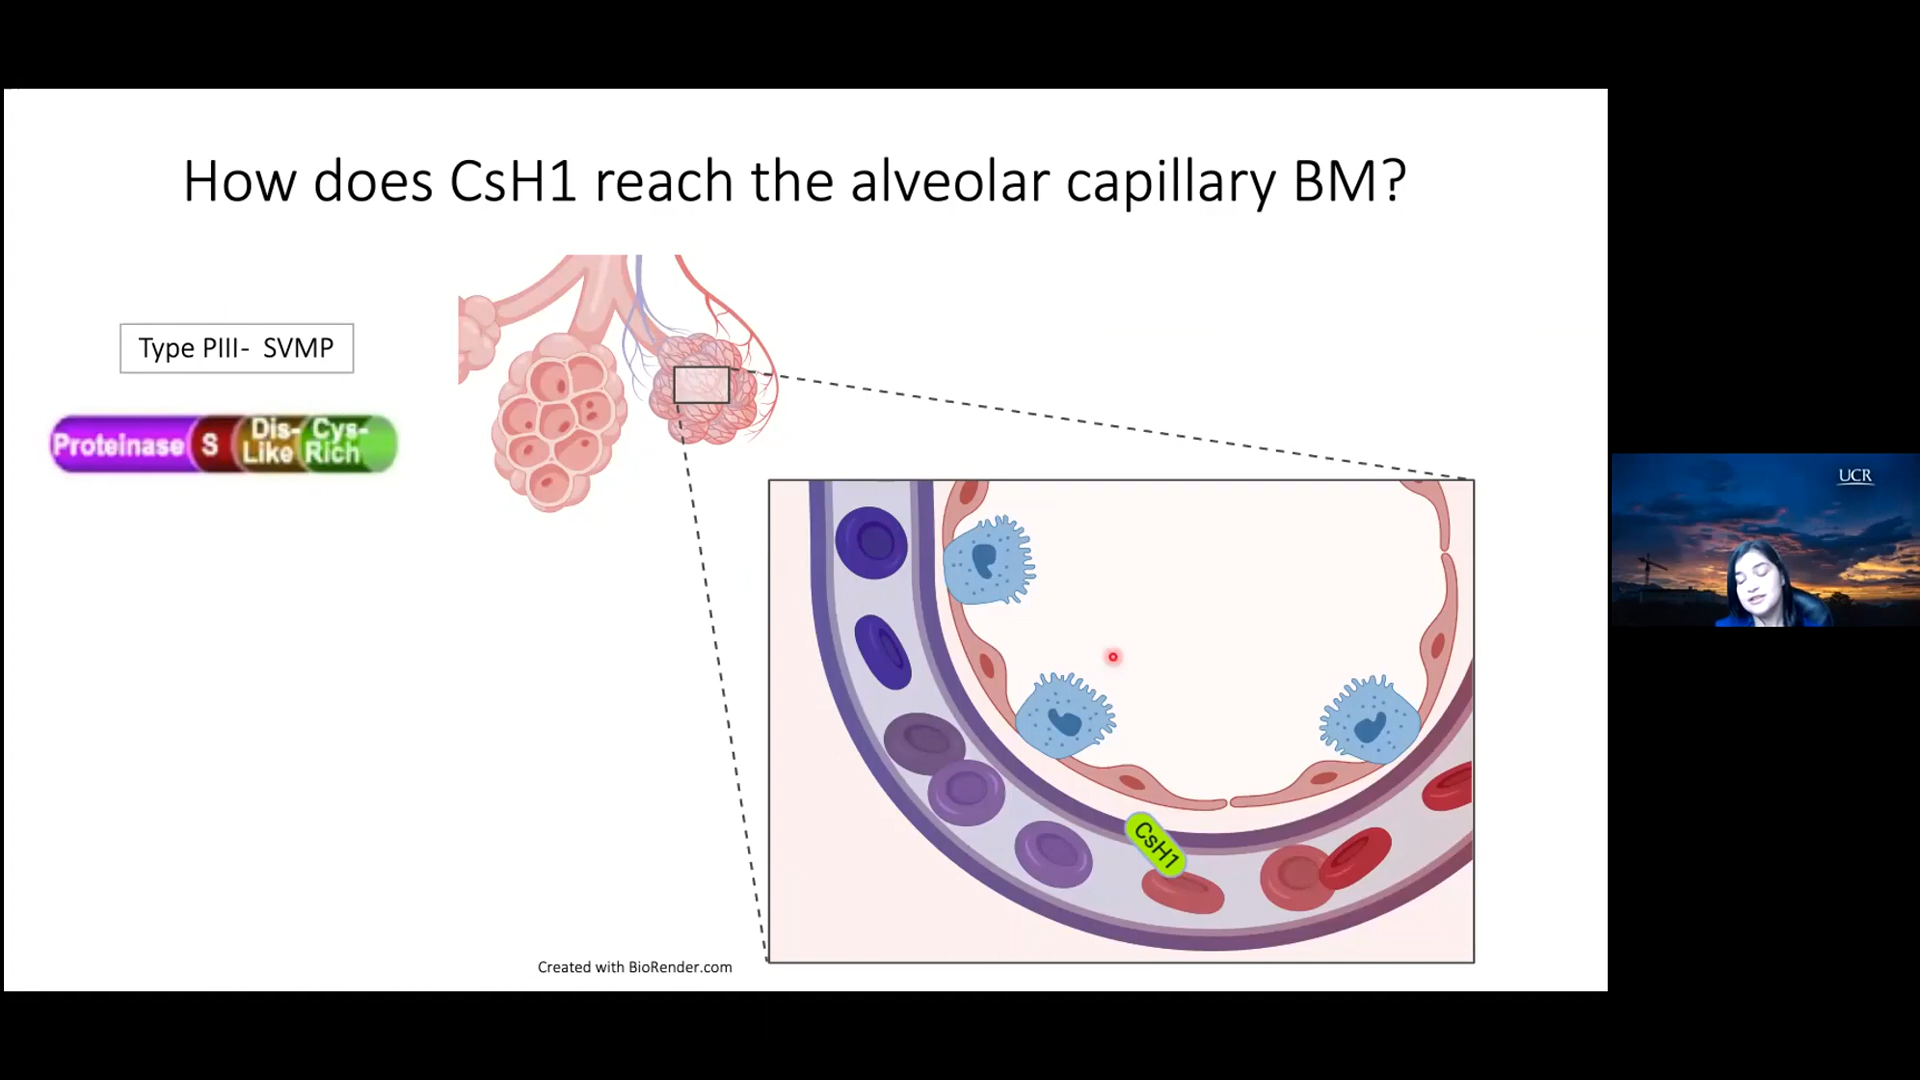 How does CsH1 reach the alveolar capillary BM?
Type PIII-  SVMP
Proteinase S Dis-Like Cys-Rich
CsH1
Created with BioRender.com
UCR